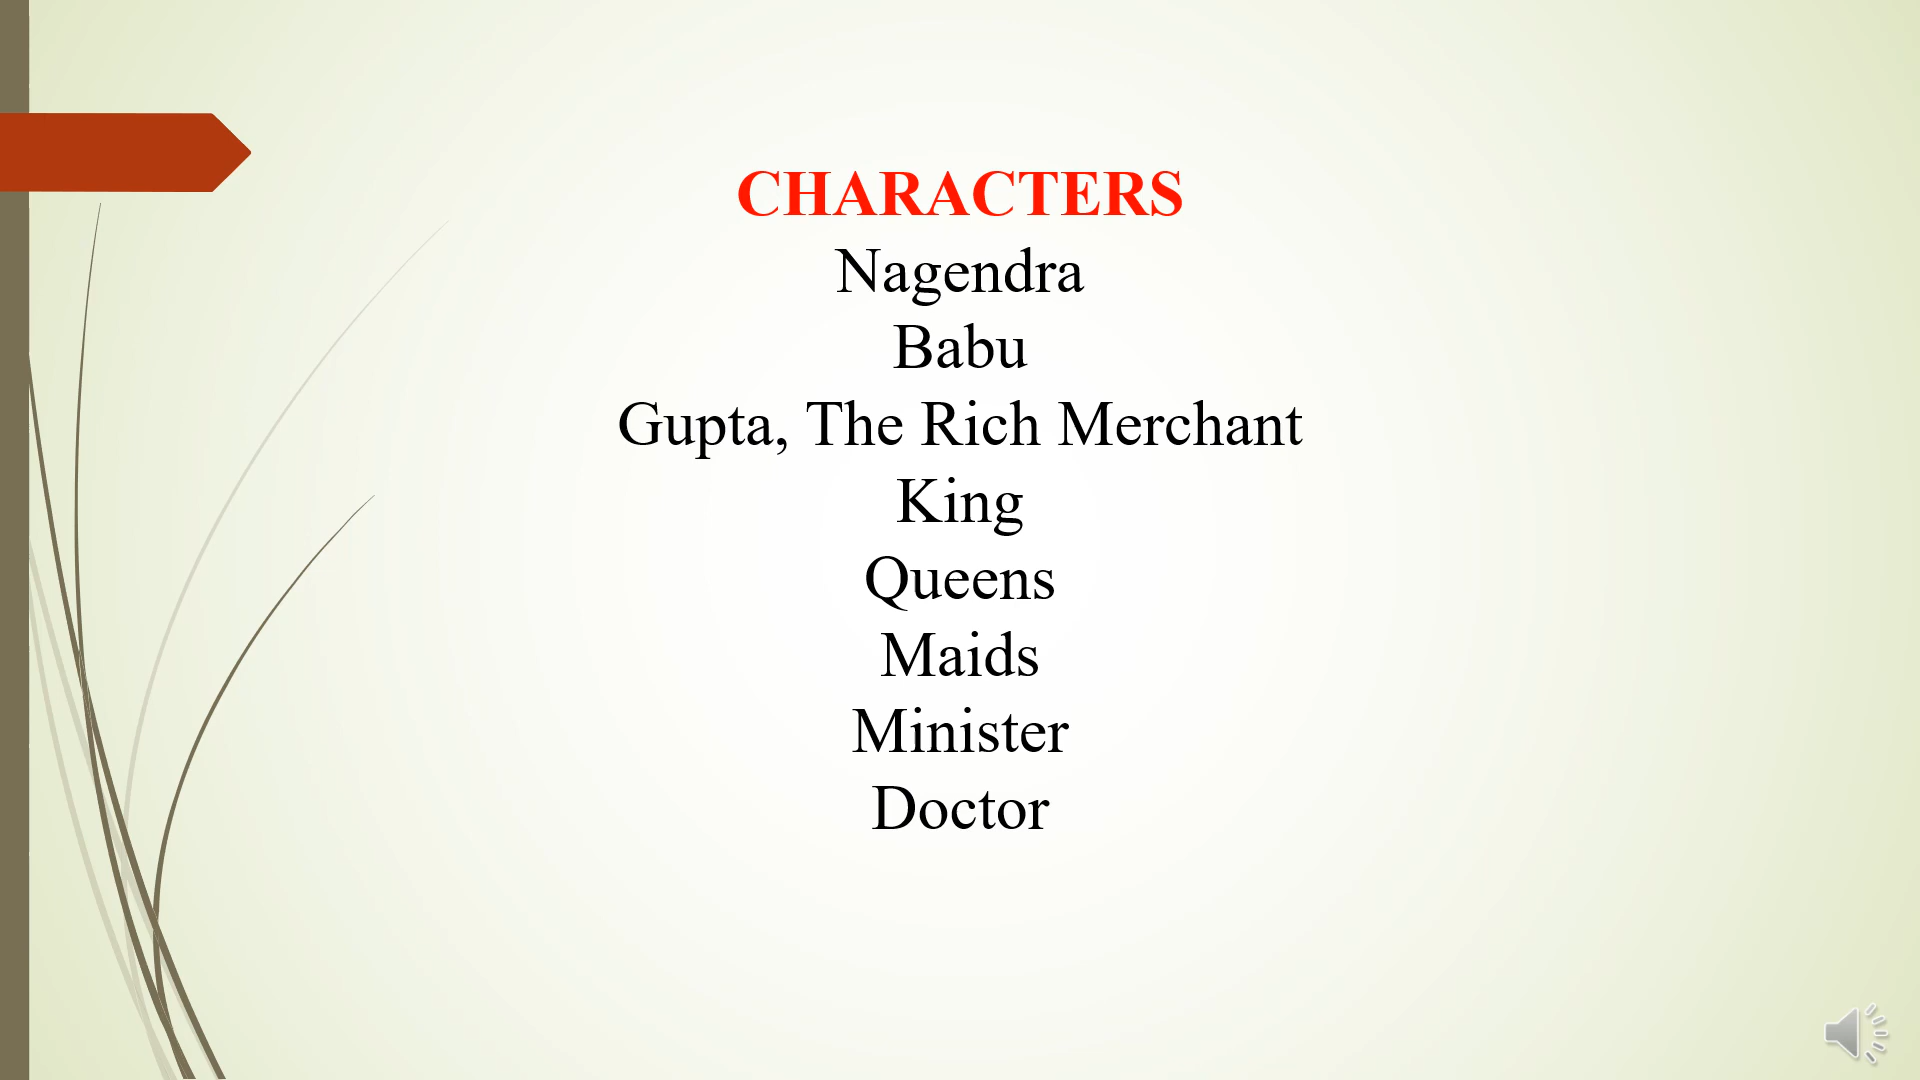 CHARACTERS
Nagendra
Babu
Gupta, The Rich Merchant
King
Queens
Maids
Minister
Doctor